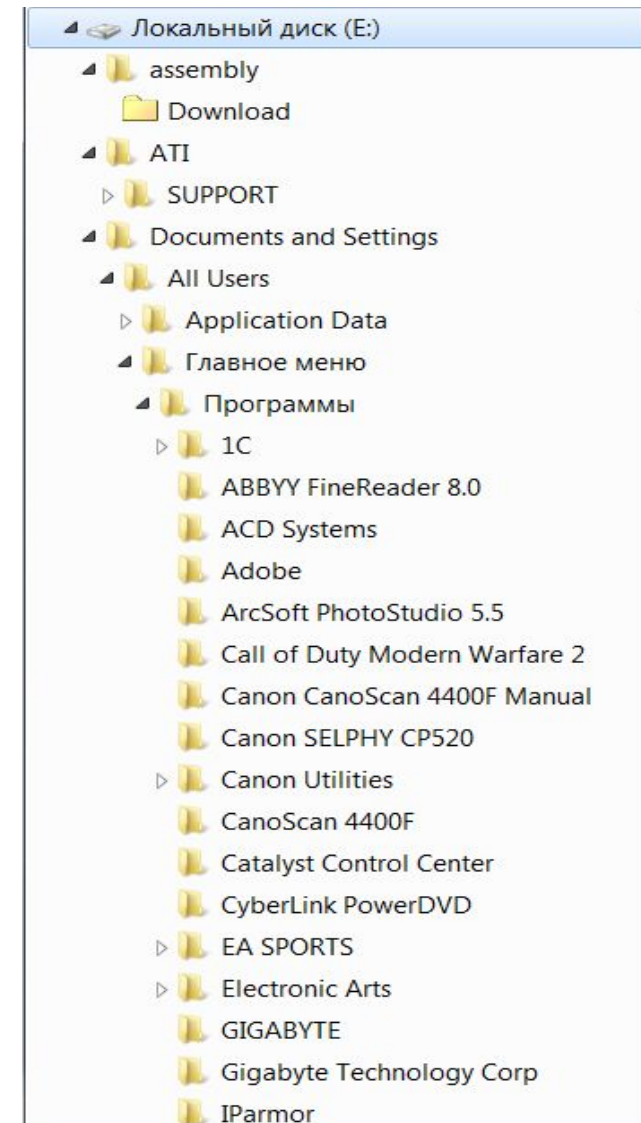 Локальный диск (E:)
assembly
Download
ATI
SUPPORT
Documents and Settings
All Users
Application Data
Главное меню
Программы
1C
ABBYY FineReader 8.0
ACD Systems
Adobe
ArcSoft PhotoStudio 5.5
Call of Duty Modern Warfare 2
Canon CanoScan 4400F Manual
Canon SELPHY CP520
Canon Utilities
CanoScan 4400F
Catalyst Control Center
CyberLink PowerDVD
EA SPORTS
Electronic Arts
GIGABYTE
Gigabyte Technology Corp
IParmor